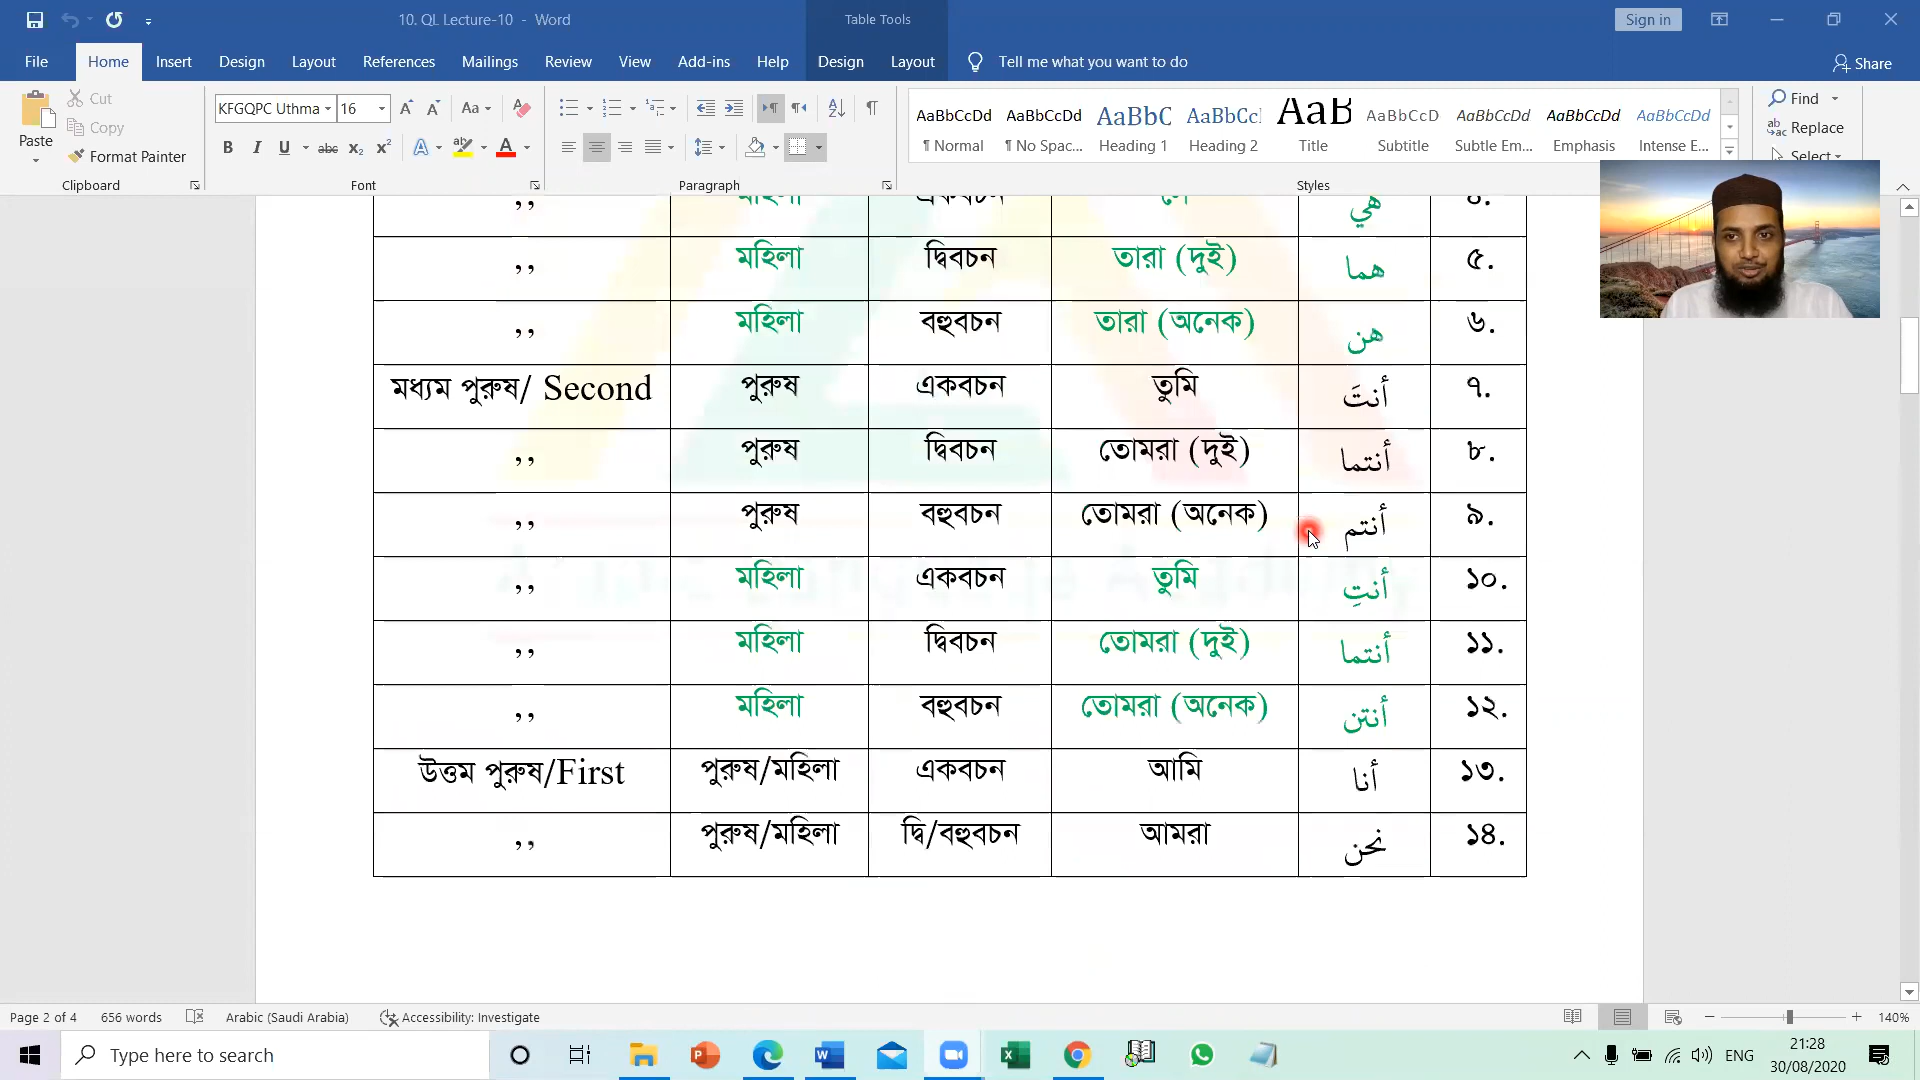 10. QL Lecture-10 - Word
Table Tools
Sign in
File Home Insert Design Layout References Mailings Review View Add-ins Help Design Layout Tell me what you want to do Share
Paste
Cut
Copy
Format Painter
Clipboard
KFGQPC Uthma 16
Font
Paragraph
AaBbCcDd ¶ Normal
AaBbCcDd ¶ No Spac...
AaBbC Heading 1
AaBbCcl Heading 2
AaB Title
AaBbCcD Subtitle
AaBbCcDd Subtle Em...
AaBbCcDd Emphasis
AaBbCcDd Intense E...
Styles
Find
Replace
Select
,, মহিলা একবচন সে هي ৪.
,, মহিলা দ্বিবচন তারা (দুই) هما ৫.
,, মহিলা বহুবচন তারা (অনেক) هن ৬.
মধ্যম পুরুষ/ Second পুরুষ একবচন তুমি أنتَ ৭.
,, পুরুষ দ্বিবচন তোমরা (দুই) أنتما ৮.
,, পুরুষ বহুবচন তোমরা (অনেক) أنتم ৯.
,, মহিলা একবচন তুমি أنتِ ১০.
,, মহিলা দ্বিবচন তোমরা (দুই) أنتما ১১.
,, মহিলা বহুবচন তোমরা (অনেক) أنتن ১২.
উত্তম পুরুষ/First পুরুষ/মহিলা একবচন আমি أنا ১৩.
,, পুরুষ/মহিলা দ্বি/বহুবচন আমরা نحن ১৪.
Page 2 of 4 656 words Arabic (Saudi Arabia) Accessibility: Investigate 140%
Type here to search
ENG
21:28
30/08/2020